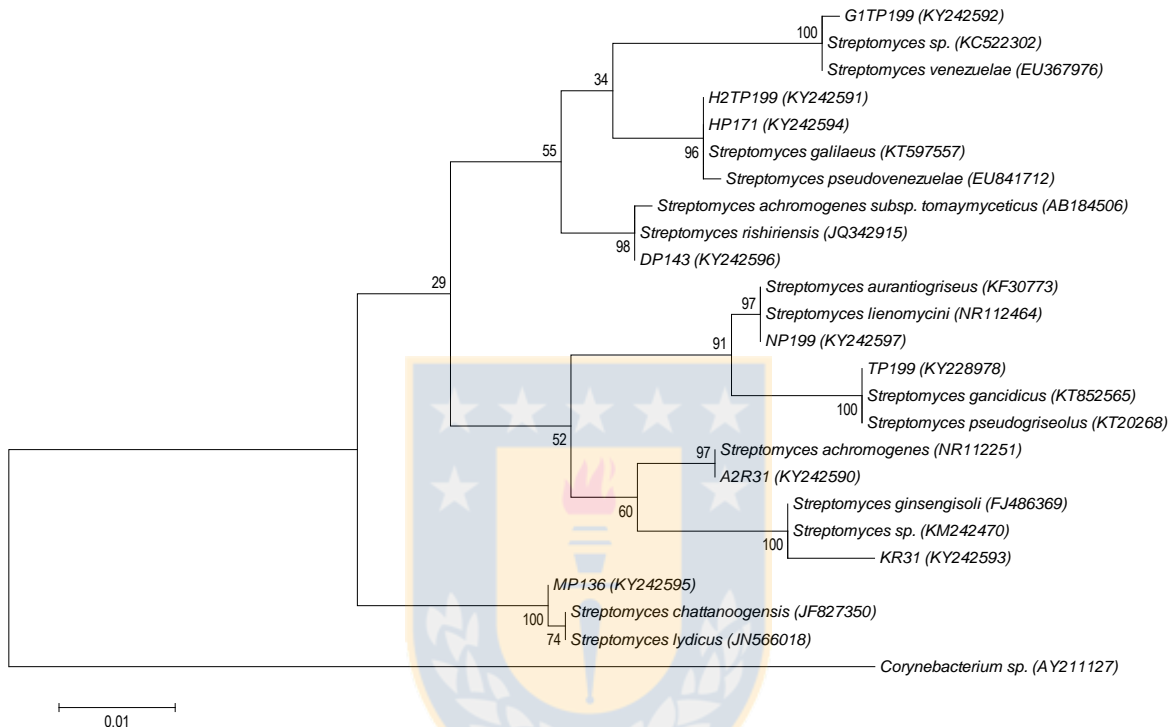 G1TP199 (KY242592)
100
Streptomyces sp. (KC522302)
Streptomyces venezuelae (EU367976)
34
H2TP199 (KY242591)
HP171 (KY242594)
55
96
Streptomyces galilaeus (KT597557)
Streptomyces pseudovenezuelae (EU841712)
Streptomyces achromogenes subsp. tomaymyceticus (AB184506)
Streptomyces rishiriensis (JQ342915)
98
DP143 (KY242596)
29
Streptomyces aurantiogriseus (KF30773)
97
Streptomyces lienomycini (NR112464)
NP199 (KY242597)
91
TP199 (KY228978)
Streptomyces gancidicus (KT852565)
100
Streptomyces pseudogriseolus (KT20268)
52
97
Streptomyces achromogenes (NR112251)
A2R31 (KY242590)
60
Streptomyces ginsengisoli (FJ486369)
Streptomyces sp. (KM242470)
100
KR31 (KY242593)
MP136 (KY242595)
100
Streptomyces chattanoogensis (JF827350)
74
Streptomyces lydicus (JN566018)
Corynebacterium sp. (AY211127)
0.01